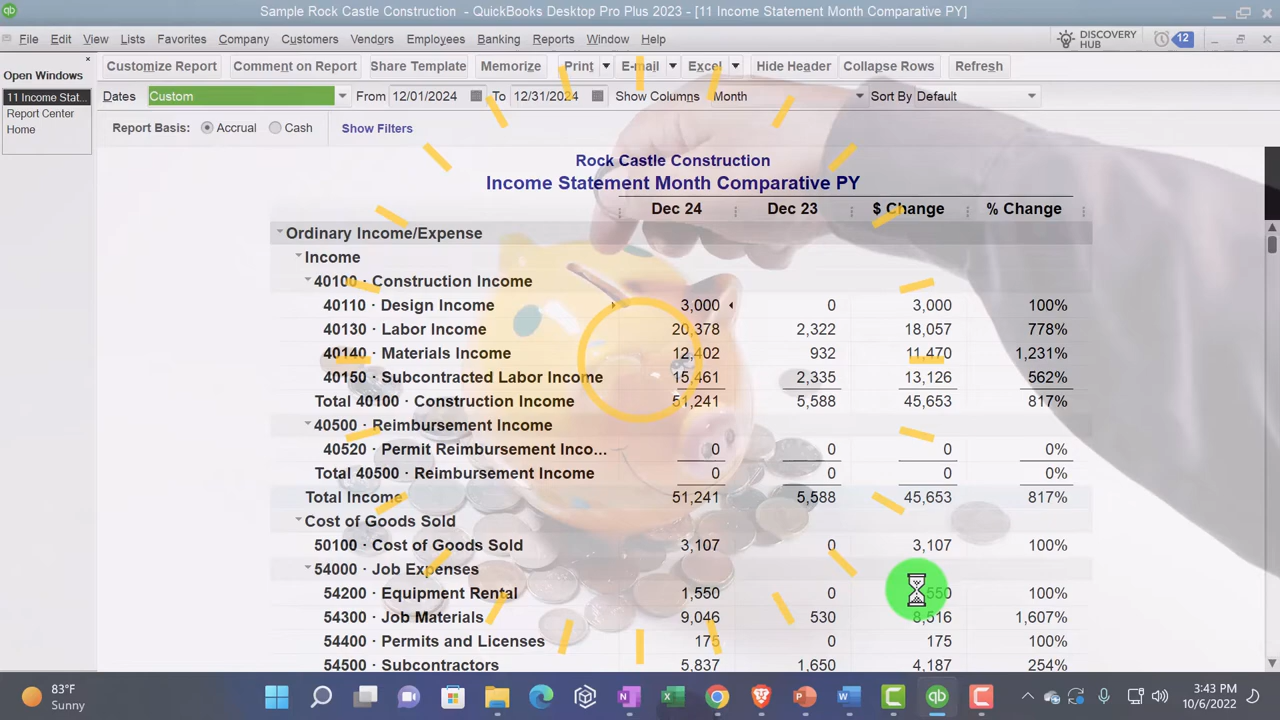 Sample Rock Castle Construction - QuickBooks Desktop Pro Plus 2023 - [11 Income Statement Month Comparative PY]
File Edit View Lists Favorites Company Customers Vendors Employees Banking Reports Window Help DISCOVERY HUB 12
Open Windows
11 Income Stat...
Report Center
Home
Customize Report Comment on Report Share Template Memorize Print E-mail Excel Hide Header Collapse Rows Refresh
Dates Custom From 12/01/2024 To 12/31/2024 Show Columns Month Sort By Default
Report Basis: Accrual Cash Show Filters
Rock Castle Construction
Income Statement Month Comparative PY
Dec 24 Dec 23 $ Change % Change
Ordinary Income/Expense
Income
40100 · Construction Income
40110 · Design Income 3,000 0 3,000 100%
40130 · Labor Income 20,378 2,322 18,057 778%
40140 · Materials Income 12,402 932 11,470 1,231%
40150 · Subcontracted Labor Income 15,461 2,335 13,126 562%
Total 40100 · Construction Income 51,241 5,588 45,653 817%
40500 · Reimbursement Income
40520 · Permit Reimbursement Inco... 0 0 0 0%
Total 40500 · Reimbursement Income 0 0 0 0%
Total Income 51,241 5,588 45,653 817%
Cost of Goods Sold
50100 · Cost of Goods Sold 3,107 0 3,107 100%
54000 · Job Expenses
54200 · Equipment Rental 1,550 0 550 100%
54300 · Job Materials 9,046 530 8,516 1,607%
54400 · Permits and Licenses 175 0 175 100%
54500 · Subcontractors 5,837 1,650 4,187 254%
83°F
Sunny
3:43 PM
10/6/2022